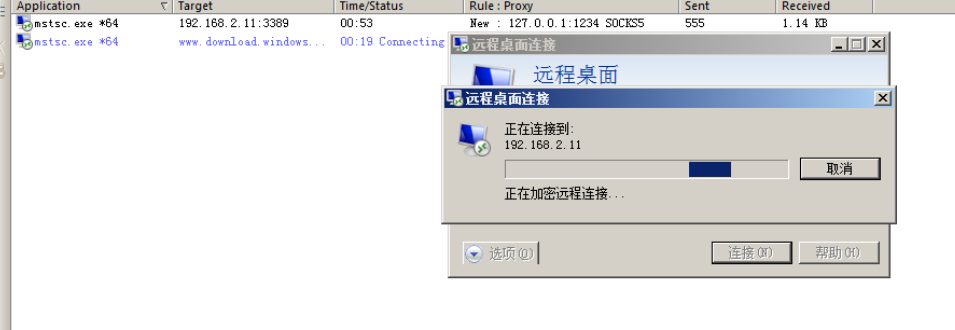 Application Target Time/Status Rule : Proxy Sent Received
mstsc.exe *64 192.168.2.11:3389 00:53 New : 127.0.0.1:1234 SOCKS5 555 1.14 KB
mstsc.exe *64 www.download.windows... 00:19 Connecting
远程桌面连接
远程桌面
远程桌面连接
正在连接到:
192.168.2.11
取消
正在加密远程连接...
选项(O) 连接(N) 帮助(H)